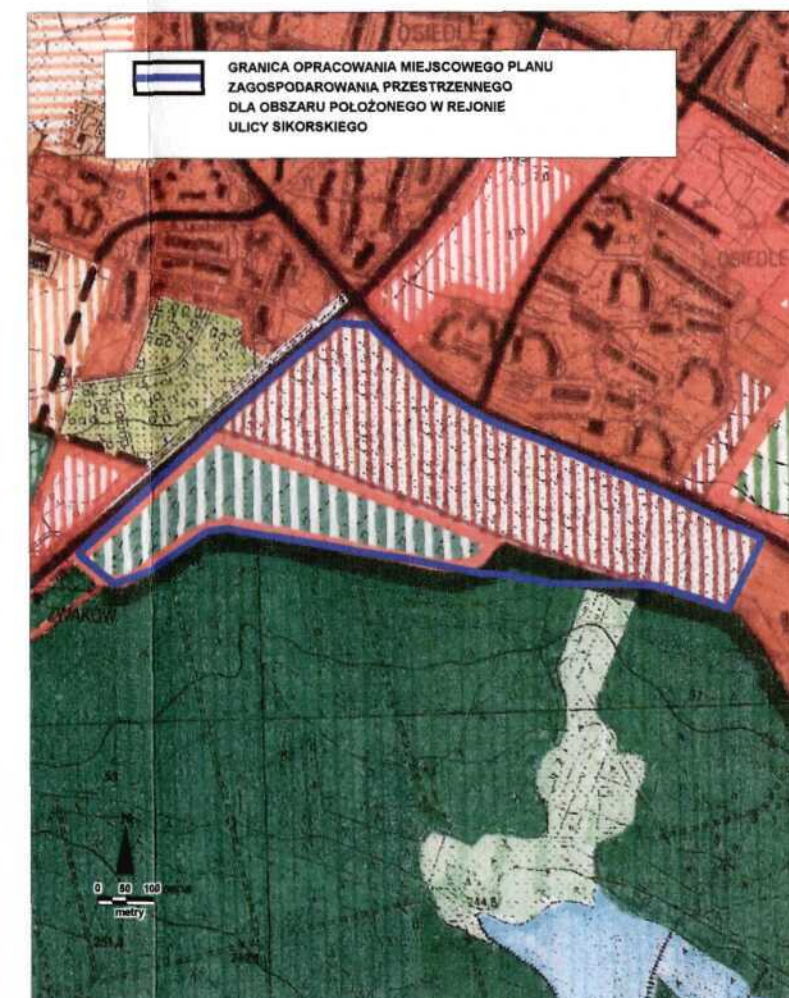 OSIEDLE
GRANICA OPRACOWANIA MIEJSCOWEGO PLANU
ZAGOSPODAROWANIA PRZESTRZENNEGO
DLA OBSZARU POŁOŻONEGO W REJONIE
ULICY SIKORSKIEGO
OSIEDLE
N
0 50 100
metry